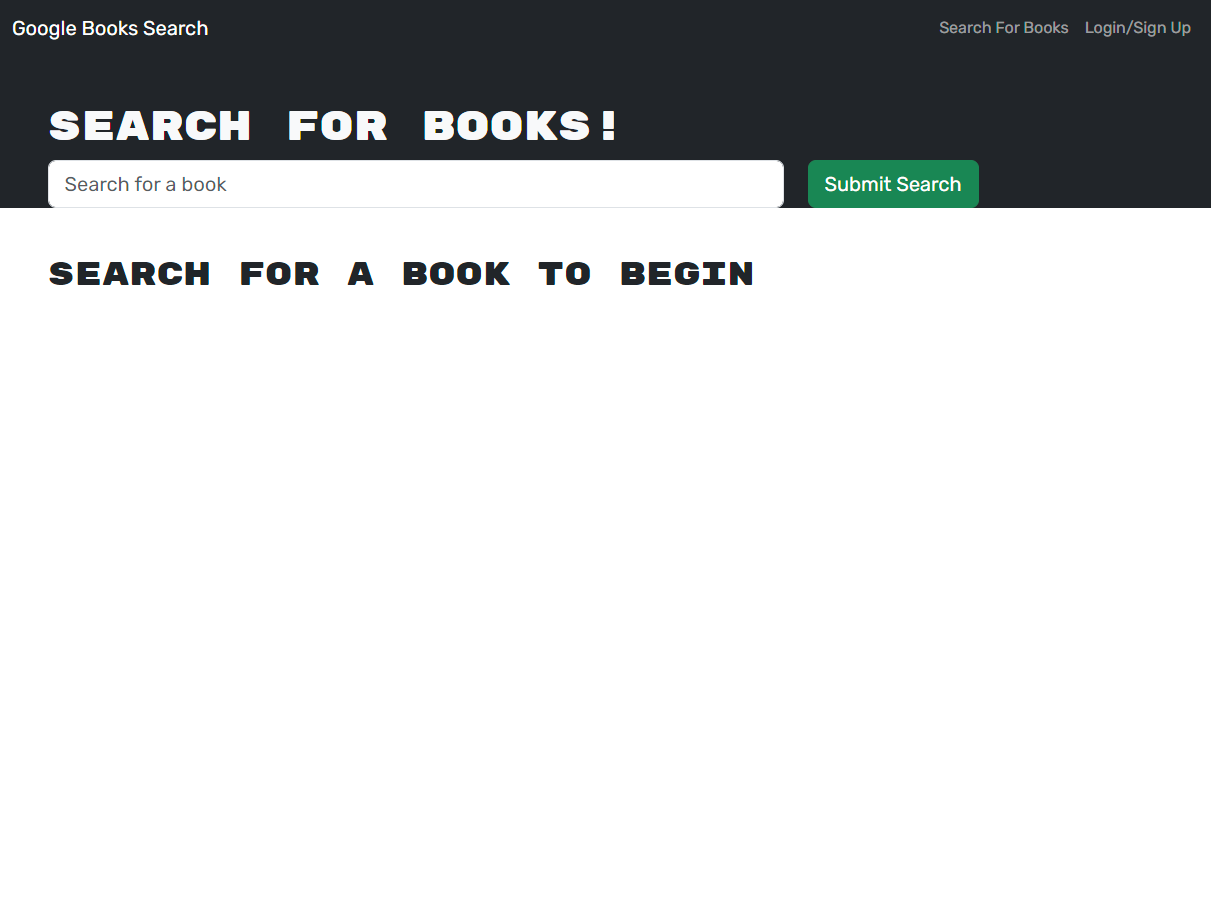 Google Books Search
Search For Books
Login/Sign Up
SEARCH FOR BOOKS!
Search for a book
Submit Search
SEARCH FOR A BOOK TO BEGIN